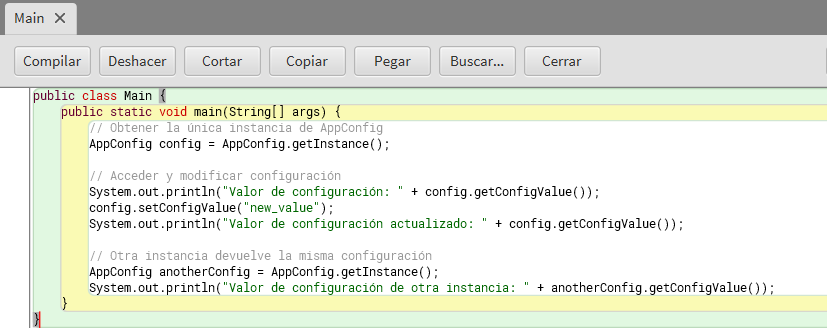 Main ✕
Compilar Deshacer Cortar Copiar Pegar Buscar... Cerrar
public class Main {
    public static void main(String[] args) {
        // Obtener la única instancia de AppConfig
        AppConfig config = AppConfig.getInstance();

        // Acceder y modificar configuración
        System.out.println("Valor de configuración: " + config.getConfigValue());
        config.setConfigValue("new_value");
        System.out.println("Valor de configuración actualizado: " + config.getConfigValue());

        // Otra instancia devuelve la misma configuración
        AppConfig anotherConfig = AppConfig.getInstance();
        System.out.println("Valor de configuración de otra instancia: " + anotherConfig.getConfigValue());
    }
}